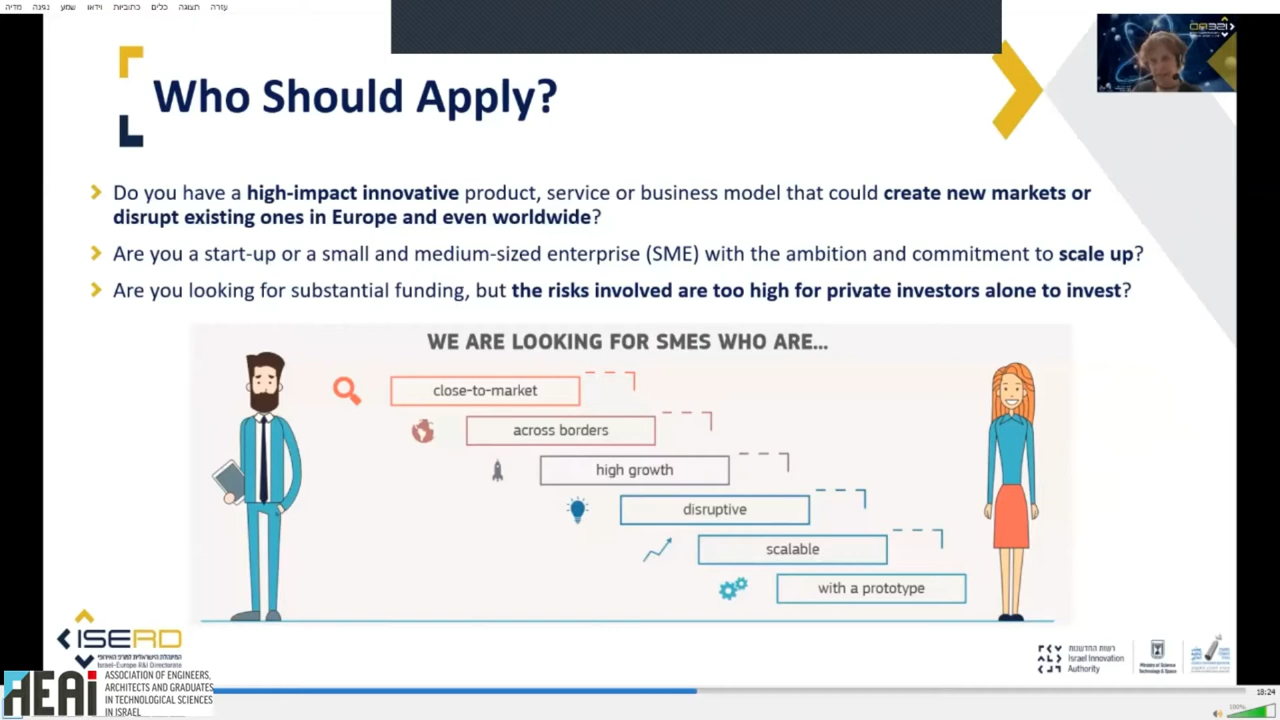 מדיה נגינה שמע וידאו כתוביות כלים תצוגה עזרה
Who Should Apply?
Do you have a high-impact innovative product, service or business model that could create new markets or
disrupt existing ones in Europe and even worldwide?
Are you a start-up or a small and medium-sized enterprise (SME) with the ambition and commitment to scale up?
Are you looking for substantial funding, but the risks involved are too high for private investors alone to invest?
WE ARE LOOKING FOR SMES WHO ARE...
close-to-market
across borders
high growth
disruptive
scalable
with a prototype
ISERD
Israel-Europe R&I Directorate
רשות החדשנות
Israel Innovation
Authority
Ministry of Science
Technology & Space
AEAI
ASSOCIATION OF ENGINEERS,
ARCHITECTS AND GRADUATES
IN TECHNOLOGICAL SCIENCES
IN ISRAEL
18:24
100%